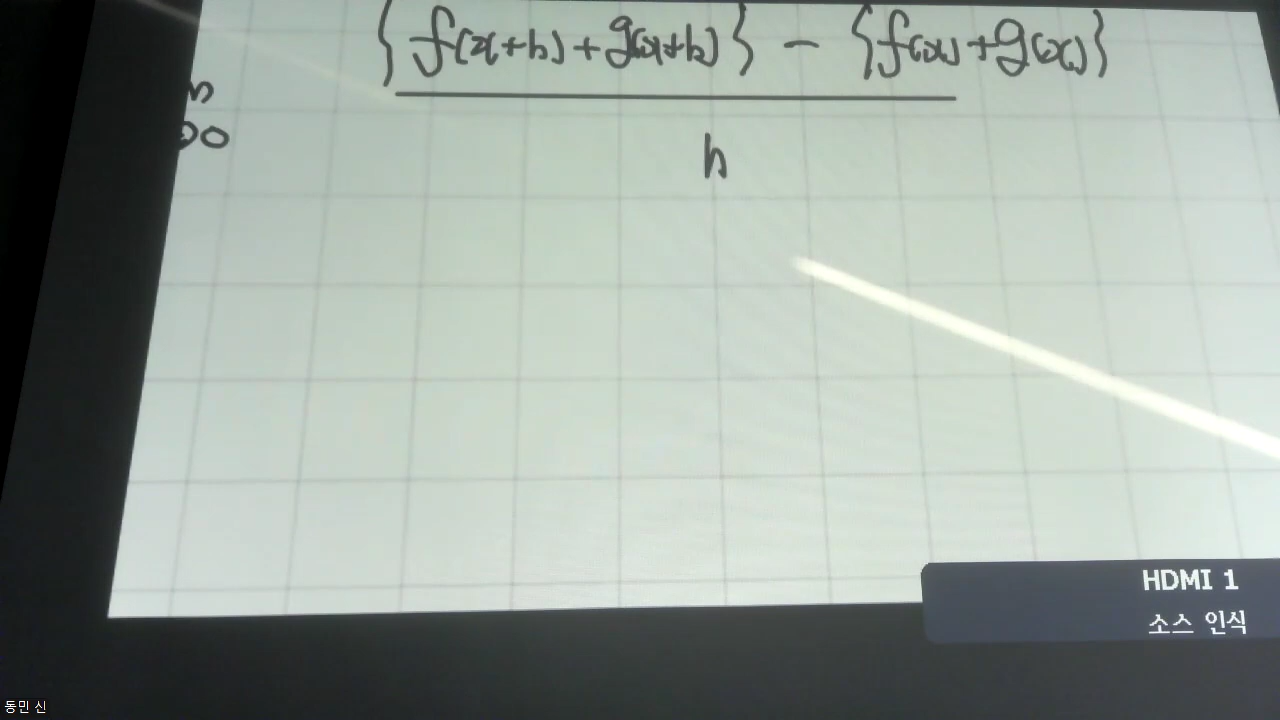 {f(x+h)+g(x+h)} - {f(x)+g(x)}
h
HDMI 1
소스 인식
동민 신